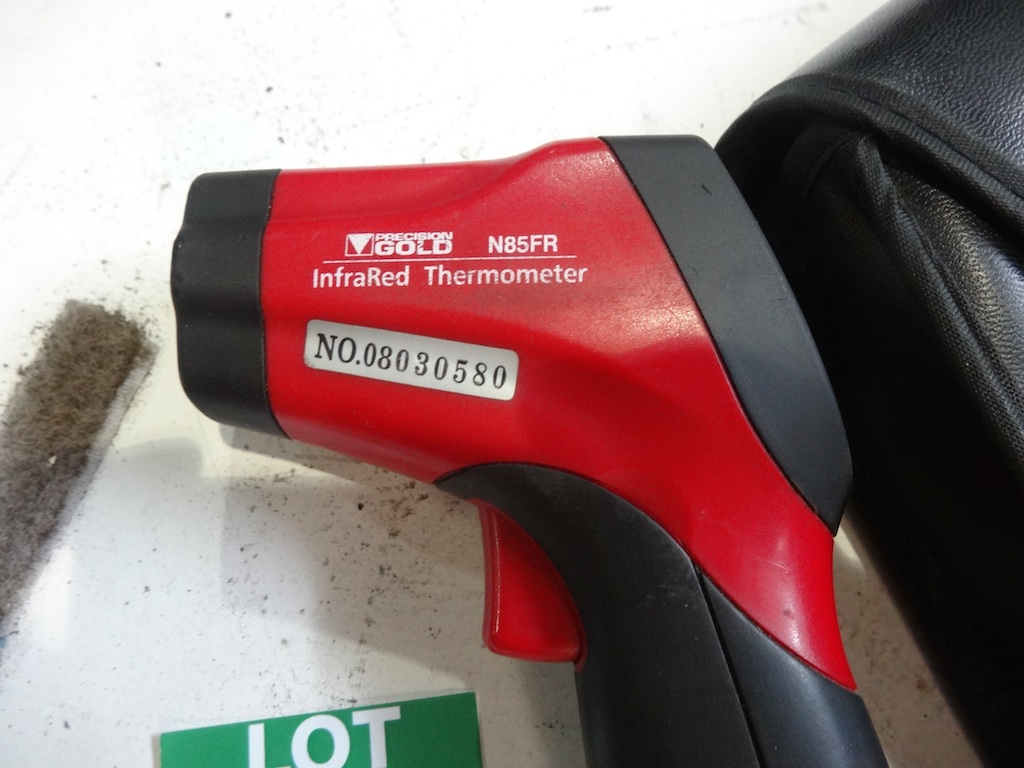 PRECISION GOLD N85FR
InfraRed Thermometer
NO.08030580
LOT